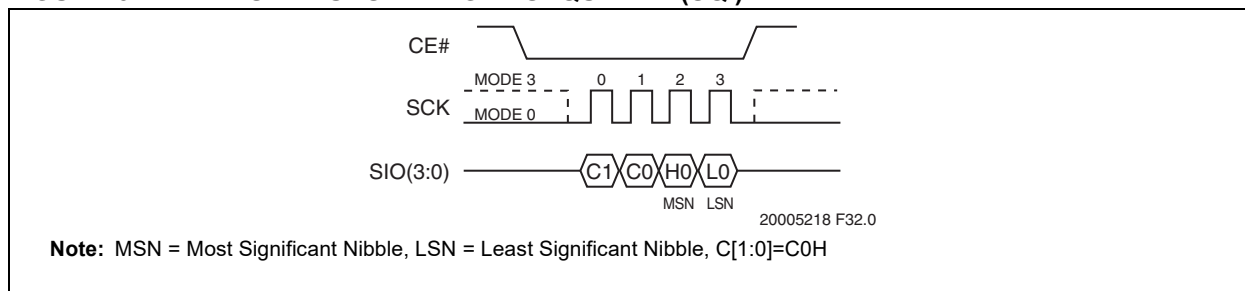 CE#
MODE 3 0 1 2 3
SCK
MODE 0
SIO(3:0) C1 C0 H0 L0
MSN LSN
20005218 F32.0
Note: MSN = Most Significant Nibble, LSN = Least Significant Nibble, C[1:0]=C0H